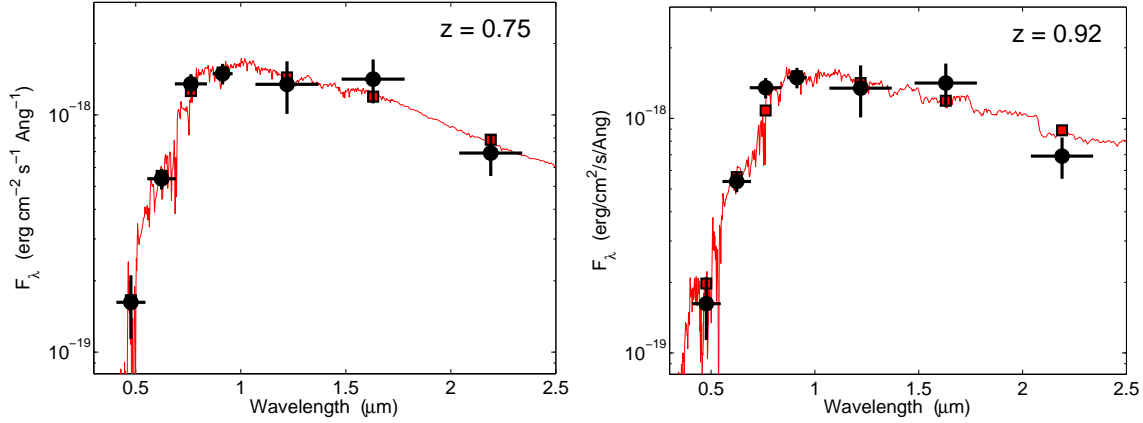 z = 0.75
F_λ (erg cm⁻² s⁻¹ Ang⁻¹)
10⁻¹⁸
10⁻¹⁹
0.5 1 1.5 2 2.5
Wavelength (μm)
z = 0.92
F_λ (erg/cm²/s/Ang)
10⁻¹⁸
10⁻¹⁹
0.5 1 1.5 2 2.5
Wavelength (μm)